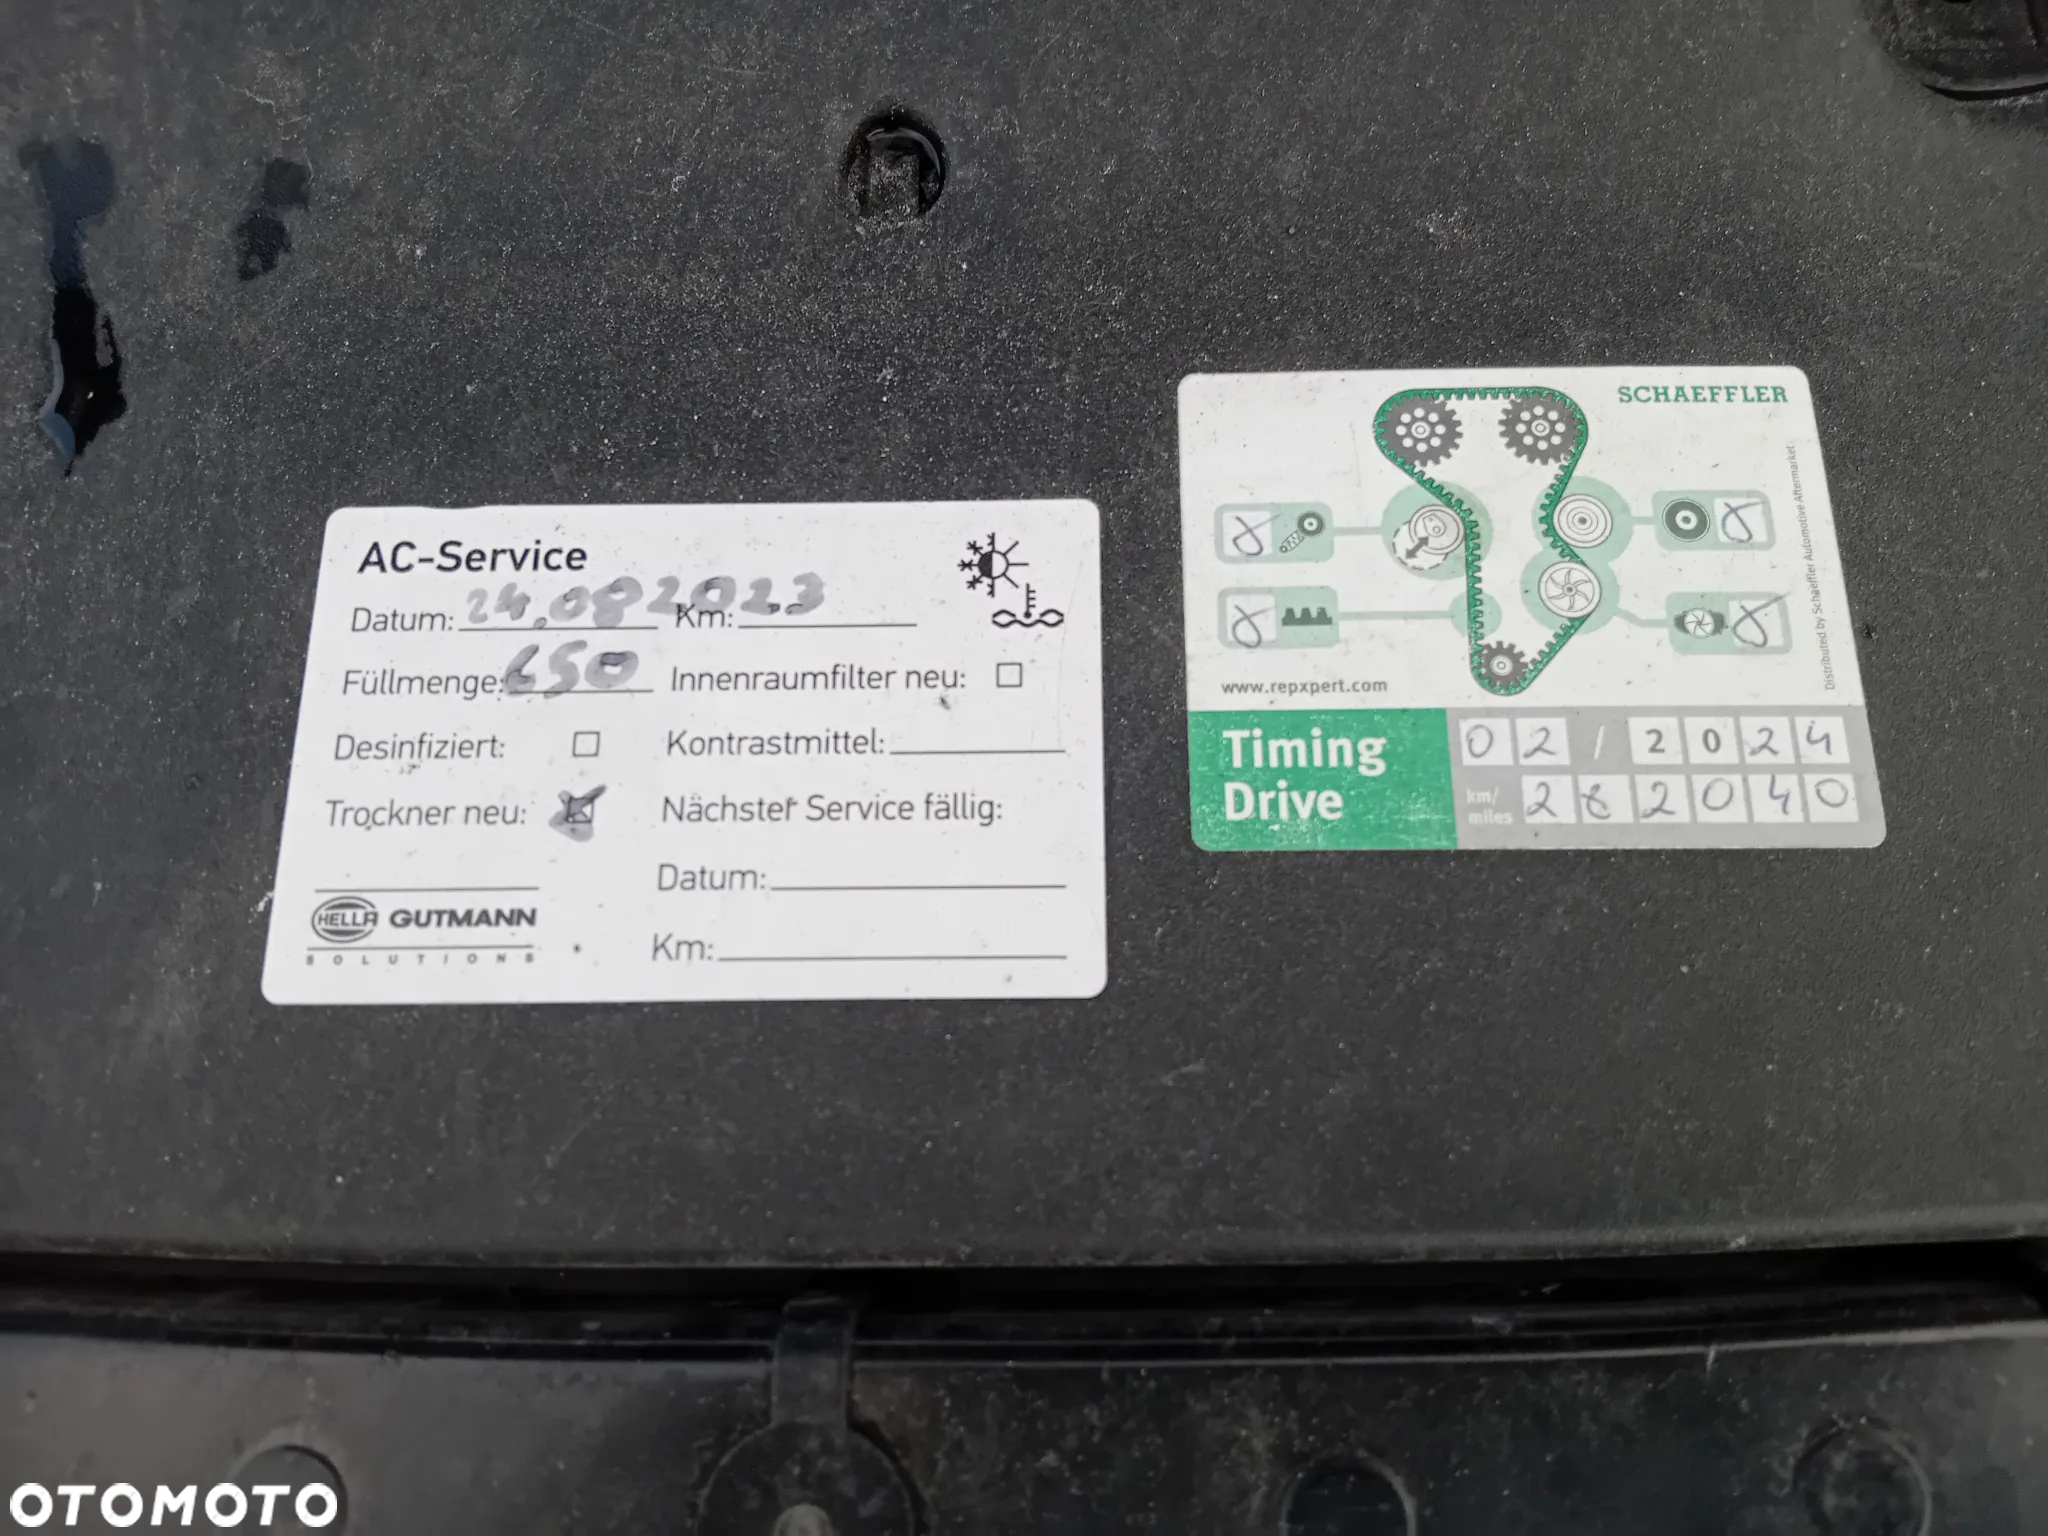 AC-Service
Datum: 24.08 2023 Km:
Füllmenge: 650 Innenraumfilter neu:
Desinfiziert: Kontrastmittel:
Trockner neu: Nächster Service fällig:
Datum:
HELLA GUTMANN
SOLUTIONS
Km:
SCHAEFFLER
Distributed by Schaeffler Automotive Aftermarket
www.repxpert.com
Timing
Drive
02 / 2024
km/
miles
282040
OTOMOTO